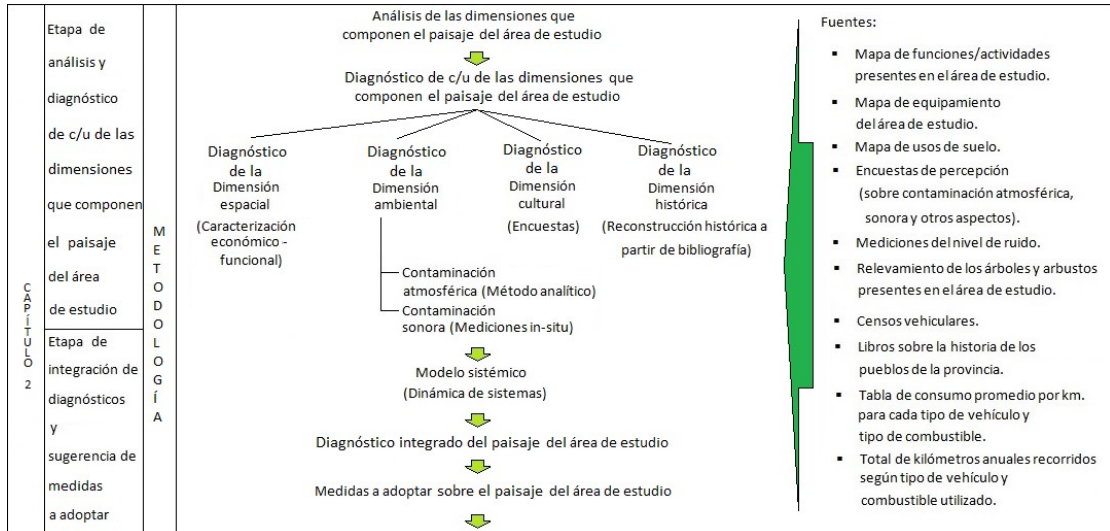 CAPÍTULO 2
Etapa de
análisis y
diagnóstico
de c/u de las
dimensiones
que componen
el paisaje
del área
de estudio
Etapa de
integración de
diagnósticos
y
sugerencia de
medidas
a adoptar
METODOLOGÍA
Análisis de las dimensiones que
componen el paisaje del área de estudio
Diagnóstico de c/u de las dimensiones que
componen el paisaje del área de estudio
Diagnóstico
de la
Dimensión
espacial
(Caracterización
económico -
funcional)
Diagnóstico
de la
Dimensión
ambiental
Diagnóstico
de la
Dimensión
cultural
(Encuestas)
Diagnóstico
de la
Dimensión
histórica
(Reconstrucción histórica a
partir de bibliografía)
Contaminación
atmosférica (Método analítico)
Contaminación
sonora (Mediciones in-situ)
Modelo sistémico
(Dinámica de sistemas)
Diagnóstico integrado del paisaje del área de estudio
Medidas a adoptar sobre el paisaje del área de estudio
Fuentes:
▪ Mapa de funciones/actividades
presentes en el área de estudio.
▪ Mapa de equipamiento
del área de estudio.
▪ Mapa de usos de suelo.
▪ Encuestas de percepción
(sobre contaminación atmosférica,
sonora y otros aspectos).
▪ Mediciones del nivel de ruido.
▪ Relevamiento de los árboles y arbustos
presentes en el área de estudio.
▪ Censos vehiculares.
▪ Libros sobre la historia de los
pueblos de la provincia.
▪ Tabla de consumo promedio por km.
para cada tipo de vehículo y
tipo de combustible.
▪ Total de kilómetros anuales recorridos
según tipo de vehículo y
combustible utilizado.